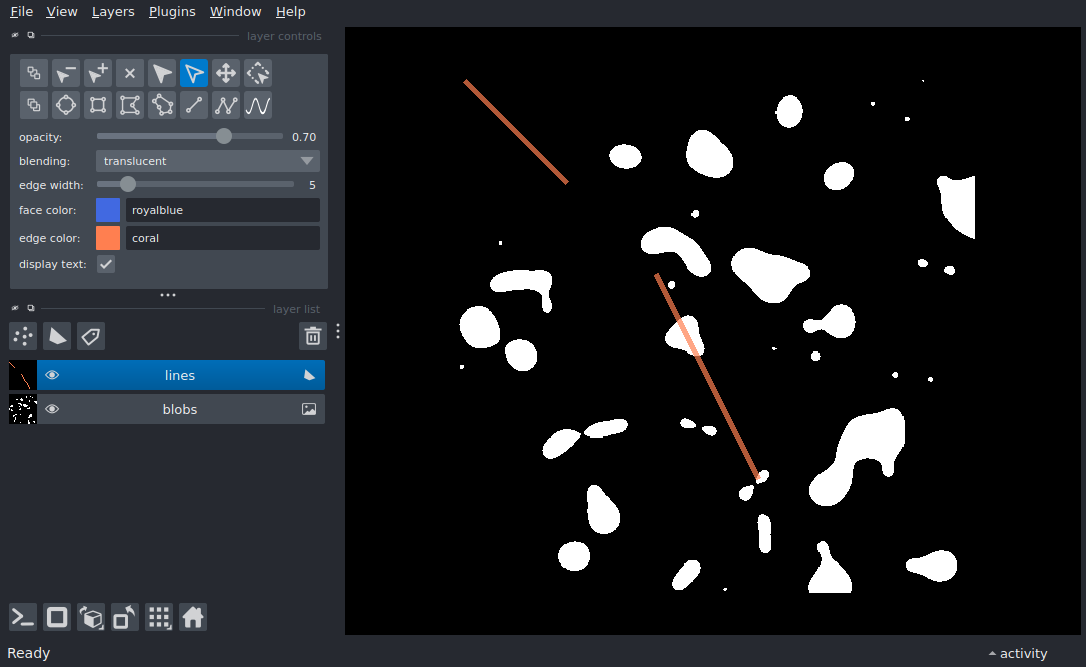 File View Layers Plugins Window Help
layer controls
opacity: 0.70
blending: translucent
edge width: 5
face color: royalblue
edge color: coral
display text:
layer list
lines
blobs
Ready
activity